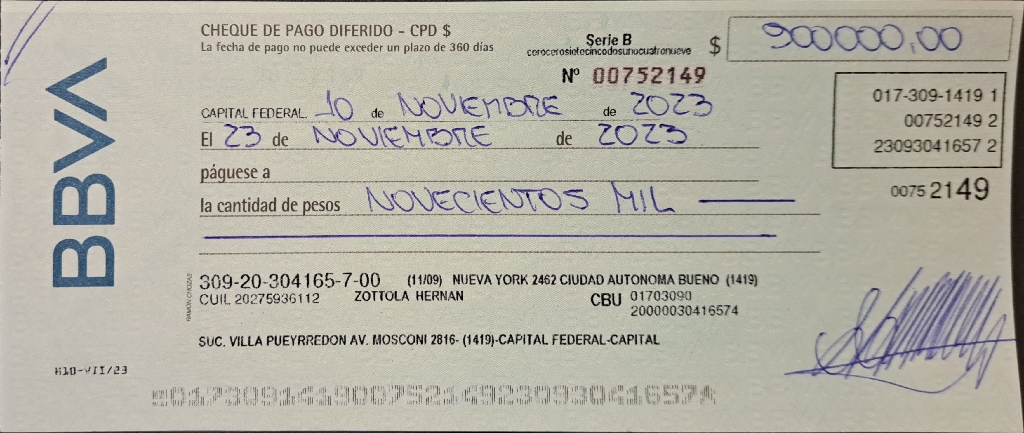 BBVA
CHEQUE DE PAGO DIFERIDO - CPD $
La fecha de pago no puede exceder un plazo de 360 días
Serie B
cerocerosietecincodosunocuatronueve
$ 900000,00
Nº 00752149
017-309-1419 1
00752149 2
23093041657 2
0075 2149
CAPITAL FEDERAL 10 de NOVIEMBRE de 2023
El 23 de NOVIEMBRE de 2023
páguese a
la cantidad de pesos NOVECIENTOS MIL
RAMÓN CHOZAS
309-20-304165-7-00 (11/09) NUEVA YORK 2462 CIUDAD AUTONOMA BUENO (1419)
CUIL 20275936112 ZOTTOLA HERNAN CBU 01703090
20000030416574
SUC. VILLA PUEYRREDON AV. MOSCONI 2816- (1419)-CAPITAL FEDERAL-CAPITAL
H10-VII/23